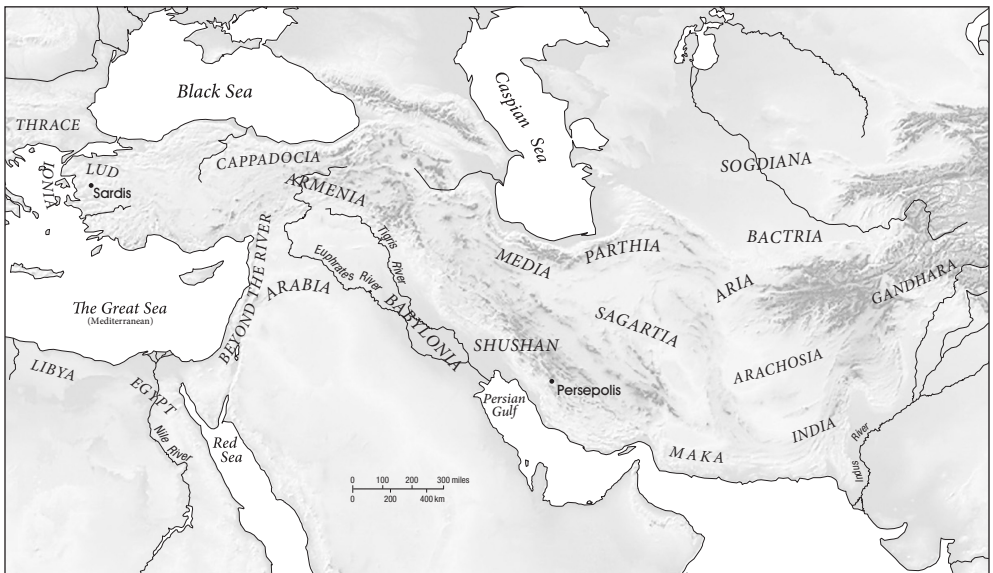 Black Sea
Caspian Sea
THRACE
IONIA
LUD
Sardis
CAPPADOCIA
ARMENIA
SOGDIANA
BACTRIA
Tigris River
Euphrates River
MEDIA
PARTHIA
ARIA
GANDHARA
BEYOND THE RIVER
ARABIA
BABYLONIA
The Great Sea
(Mediterranean)
SAGARTIA
SHUSHAN
ARACHOSIA
LIBYA
EGYPT
Persepolis
Persian
Gulf
Nile River
Red
Sea
MAKA
INDIA
Indus River
0 100 200 300 miles
0 200 400 km